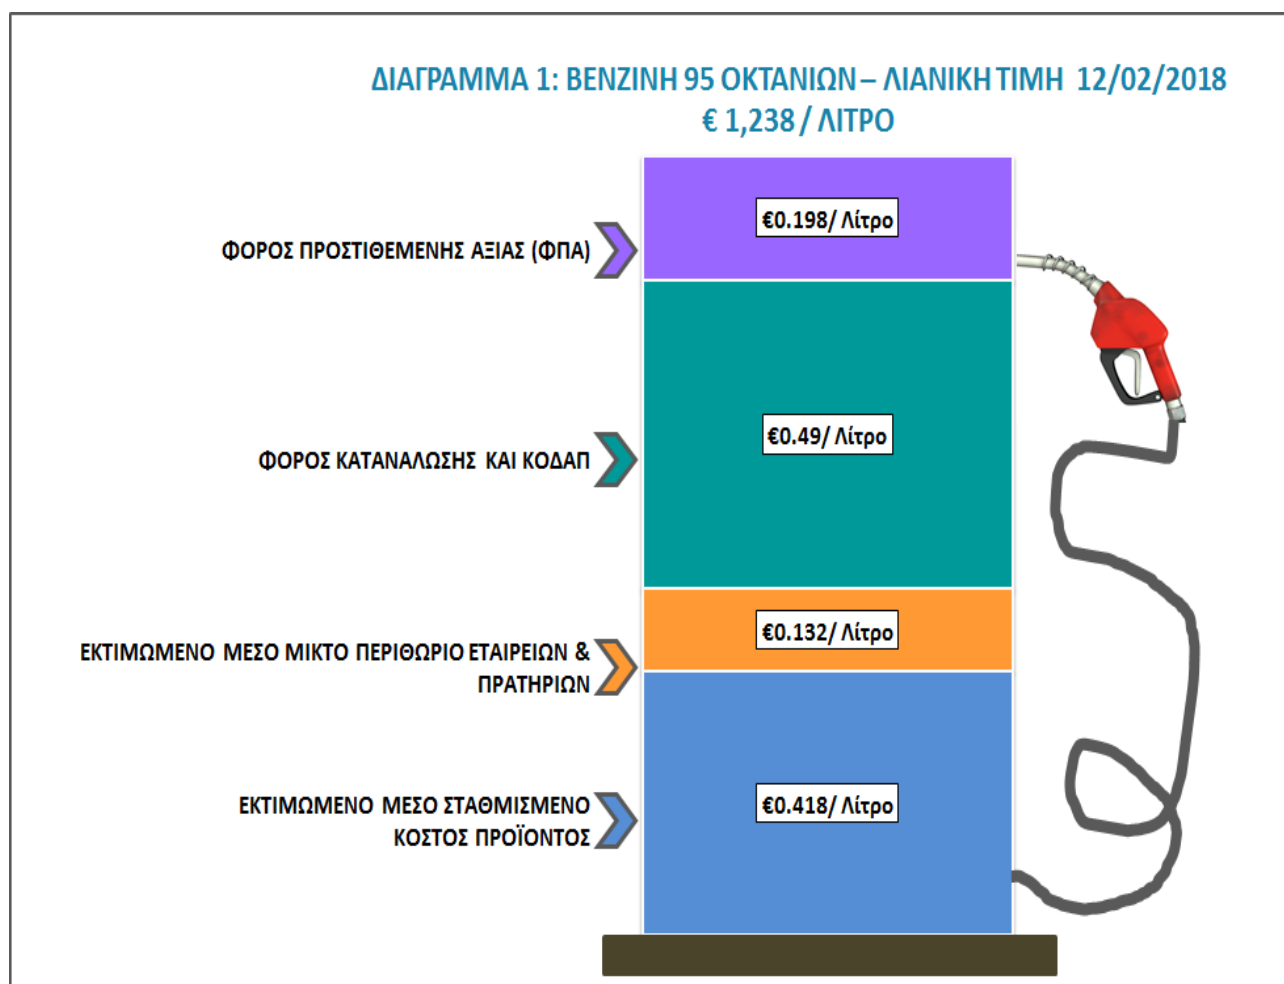 ΔΙΑΓΡΑΜΜΑ 1: ΒΕΝΖΙΝΗ 95 ΟΚΤΑΝΙΩΝ – ΛΙΑΝΙΚΗ ΤΙΜΗ 12/02/2018
€ 1,238 / ΛΙΤΡΟ
€0.198/ Λίτρο
ΦΟΡΟΣ ΠΡΟΣΤΙΘΕΜΕΝΗΣ ΑΞΙΑΣ (ΦΠΑ)
€0.49/ Λίτρο
ΦΟΡΟΣ ΚΑΤΑΝΑΛΩΣΗΣ ΚΑΙ ΚΟΔΑΠ
€0.132/ Λίτρο
ΕΚΤΙΜΩΜΕΝΟ ΜΕΣΟ ΜΙΚΤΟ ΠΕΡΙΘΩΡΙΟ ΕΤΑΙΡΕΙΩΝ &
ΠΡΑΤΗΡΙΩΝ
€0.418/ Λίτρο
ΕΚΤΙΜΩΜΕΝΟ ΜΕΣΟ ΣΤΑΘΜΙΣΜΕΝΟ
ΚΟΣΤΟΣ ΠΡΟΪΟΝΤΟΣ